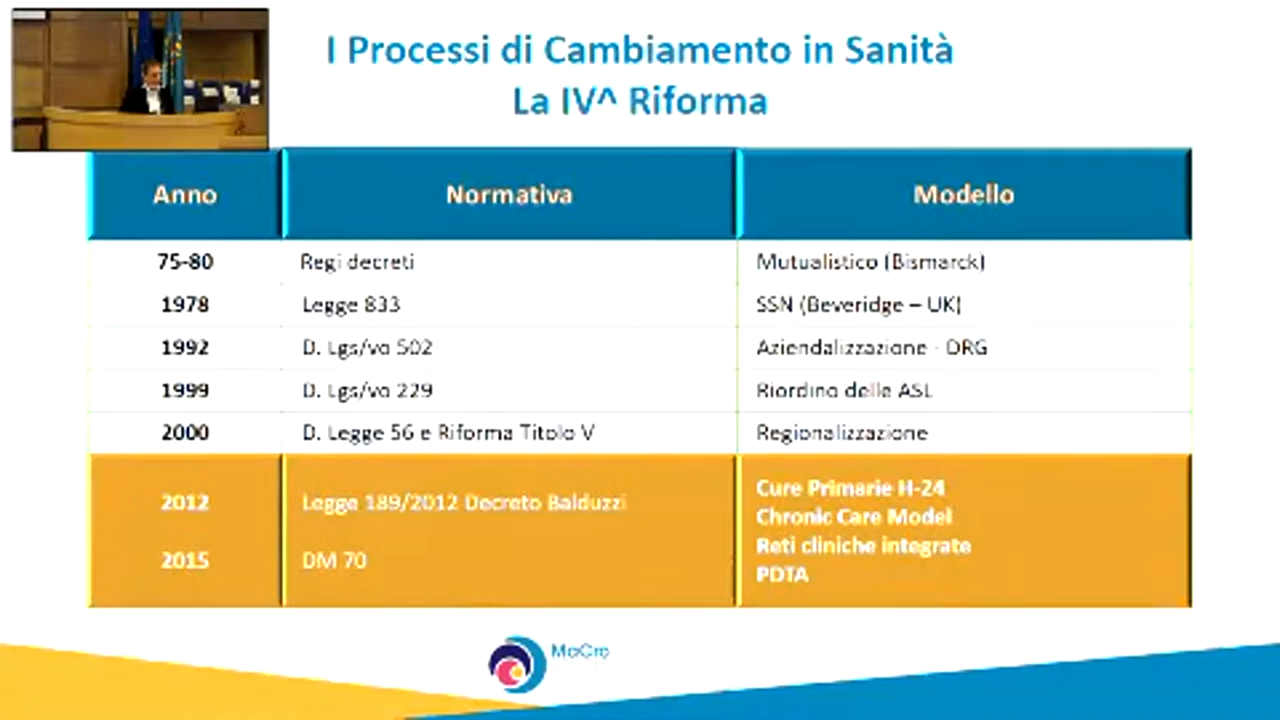 I Processi di Cambiamento in Sanità
La IV^ Riforma
Anno Normativa Modello
75-80 Regi decreti Mutualistico (Bismarck)
1978 Legge 833 SSN (Beveridge – UK)
1992 D. Lgs/vo 502 Aziendalizzazione - DRG
1999 D. Lgs/vo 229 Riordino delle ASL
2000 D. Legge 56 e Riforma Titolo V Regionalizzazione
2012 Legge 189/2012 Decreto Balduzzi
2015 DM 70
Cure Primarie H-24
Chronic Care Model
Reti cliniche integrate
PDTA
MaCro